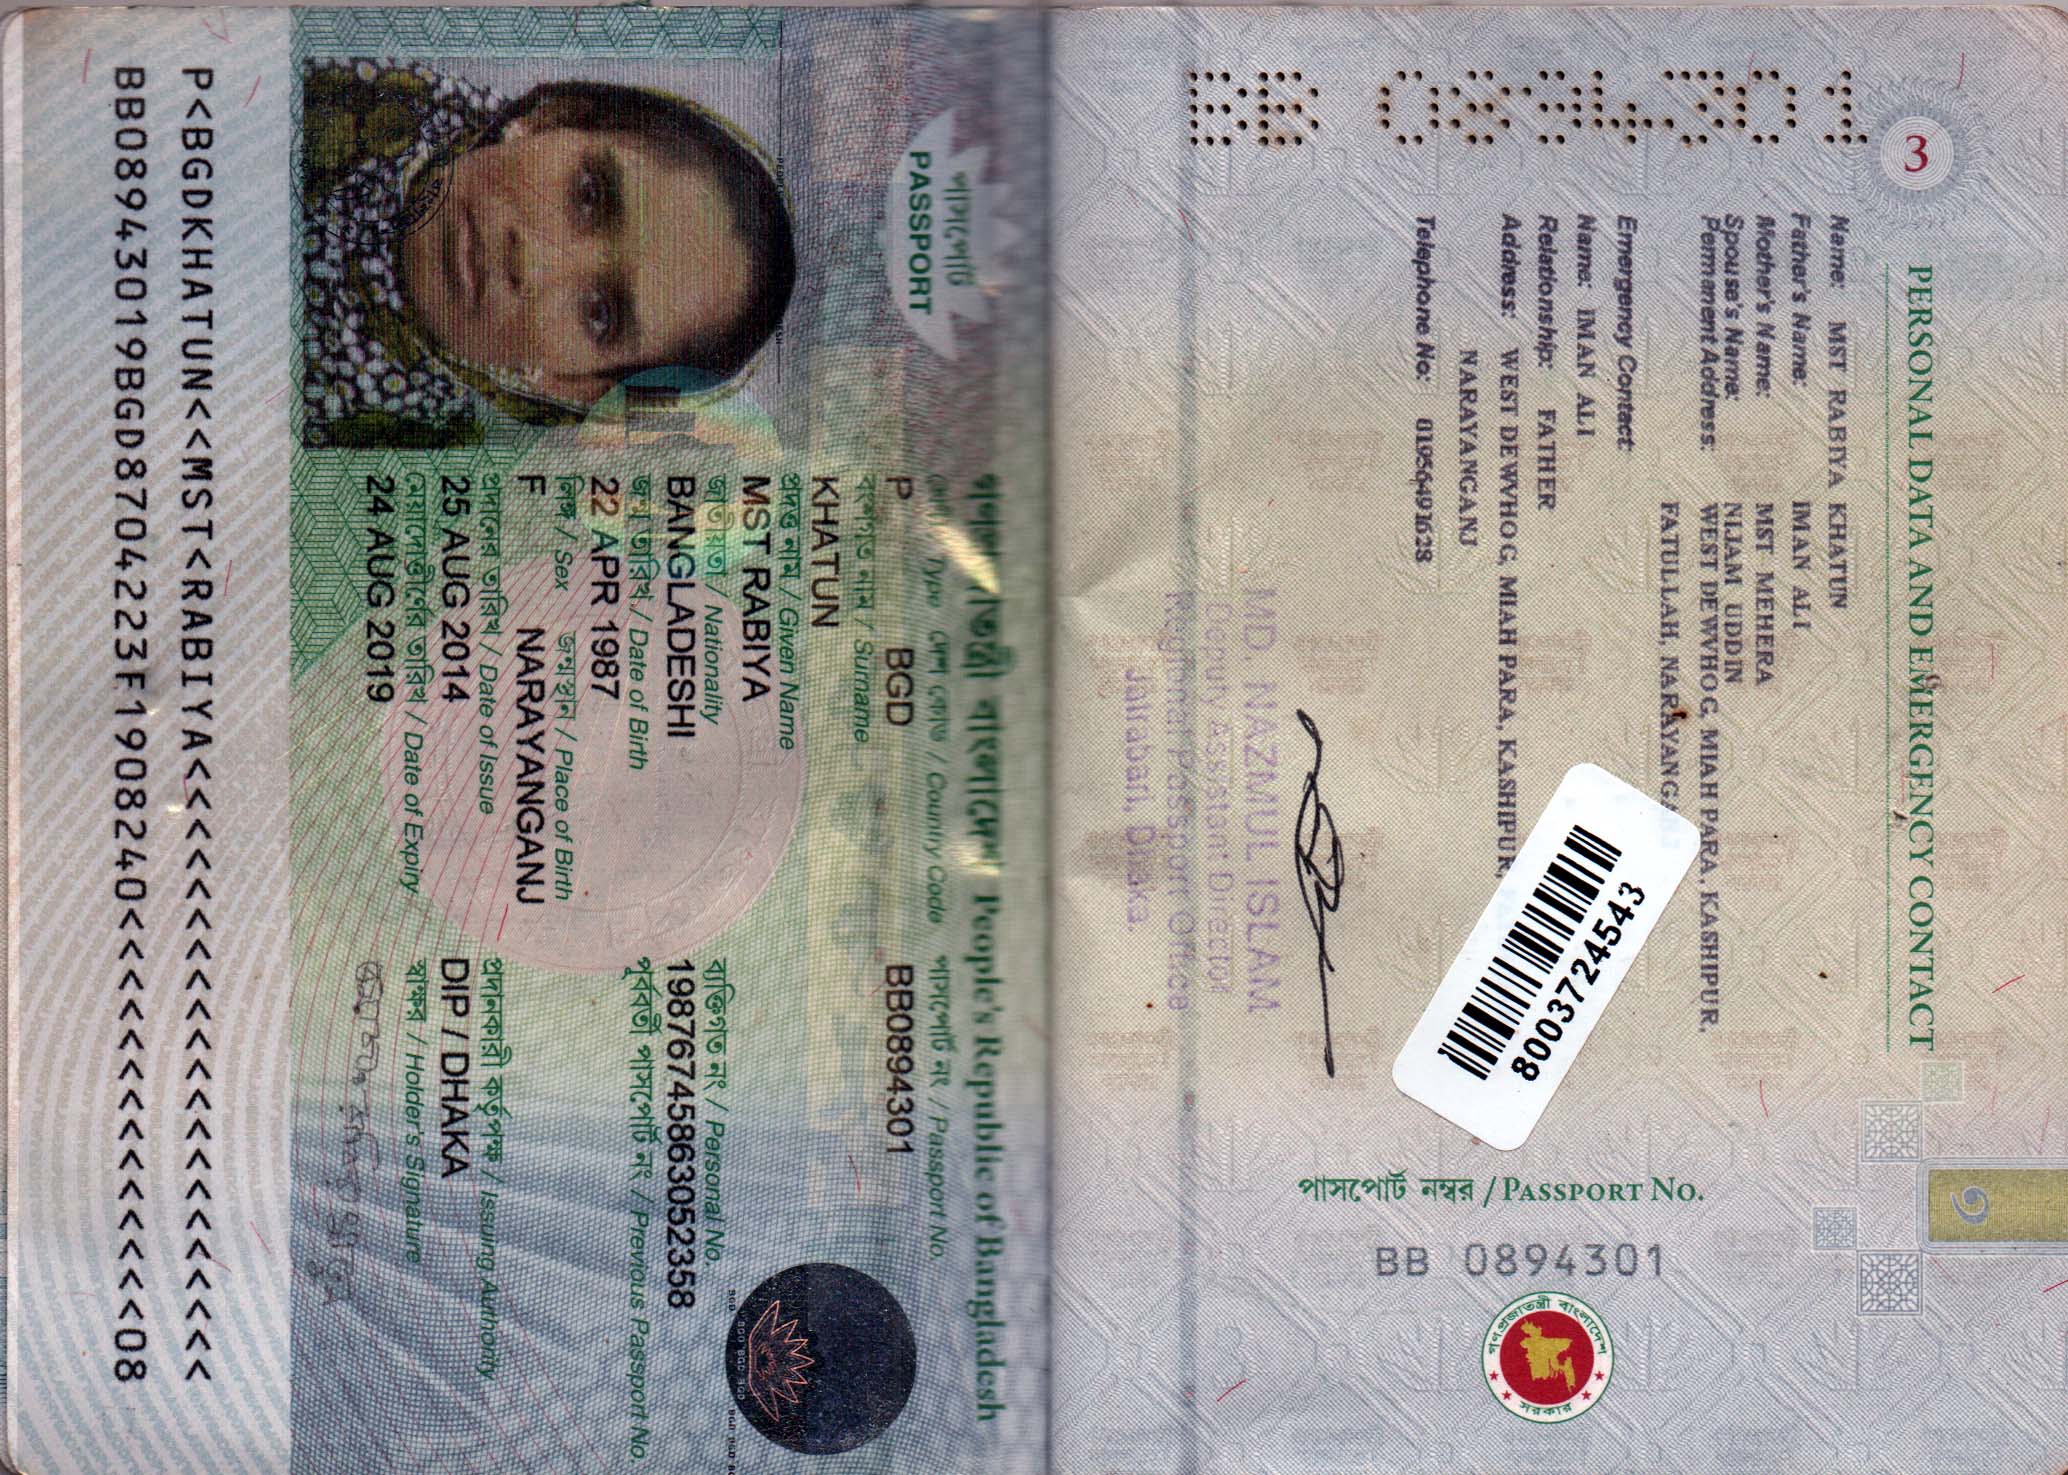 3
PERSONAL DATA AND EMERGENCY CONTACT
Name: MST RABIYA KHATUN
Father's Name: IMAN ALI
Mother's Name: MST MEHERA
Spouse's Name: NIJAM UDDIN
Permanent Address: WEST DEWVHOG, MIAH PARA, KASHIPUR,
FATULLAH, NARAYANGANJ
Emergency Contact:
Name: IMAN ALI
Relationship: FATHER
Address: WEST DEWVHOG, MIAH PARA, KASHIPUR,
NARAYANGANJ
Telephone No: 01956491628
8003724543
পাসপোর্ট নম্বর / PASSPORT No.
BB 0894301
BB 0894301
MD. NAZMUL ISLAM
Deputy Assistant Director
Regional Passport Office
Jatrabari, Dhaka.
পাসপোর্ট
PASSPORT
গণপ্রজাতন্ত্রী বাংলাদেশ People's Republic of Bangladesh
Type দেশ কোড / Country Code পাসপোর্ট নং / Passport No.
P BGD BB0894301
বংশগত নাম / Surname
KHATUN
প্রদত্ত নাম / Given Name
MST RABIYA
জাতীয়তা / Nationality ব্যক্তিগত নং / Personal No.
BANGLADESHI 19876745863052358
জন্ম তারিখ / Date of Birth পূর্ববর্তী পাসপোর্ট নং / Previous Passport No.
22 APR 1987
লিঙ্গ / Sex জন্মস্থান / Place of Birth
F NARAYANGANJ
প্রদানের তারিখ / Date of Issue প্রদানকারী কর্তৃপক্ষ / Issuing Authority
25 AUG 2014 DIP / DHAKA
মেয়াদোত্তীর্ণের তারিখ / Date of Expiry স্বাক্ষর / Holder's Signature
24 AUG 2019
BGD BGD BGD
P<BGDKHATUN<<MST<RABIYA<<<<<<<<<<<<<<<<<<<<<
BB08943019BGD8704223F1908240<<<<<<<<<<<<<<08